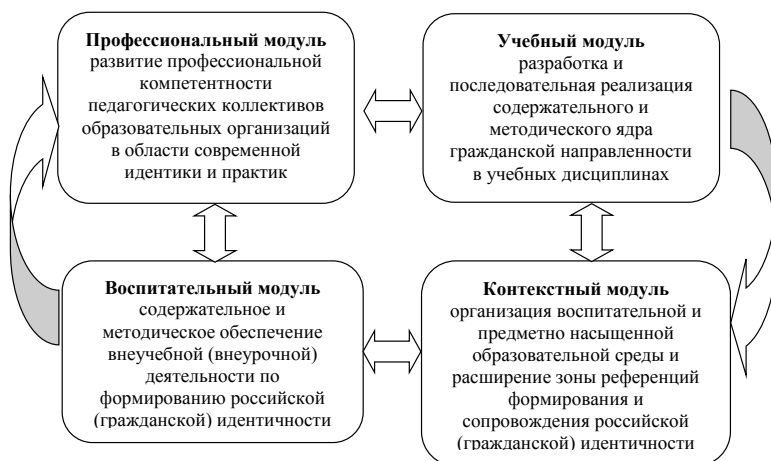 Профессиональный модуль
развитие профессиональной
компетентности
педагогических коллективов
образовательных организаций
в области современной
идентики и практик
Учебный модуль
разработка и
последовательная реализация
содержательного и
методического ядра
гражданской направленности
в учебных дисциплинах
Воспитательный модуль
содержательное и
методическое обеспечение
внеучебной (внеурочной)
деятельности по
формированию российской
(гражданской) идентичности
Контекстный модуль
организация воспитательной и
предметно насыщенной
образовательной среды и
расширение зоны референций
формирования и
сопровождения российской
(гражданской) идентичности